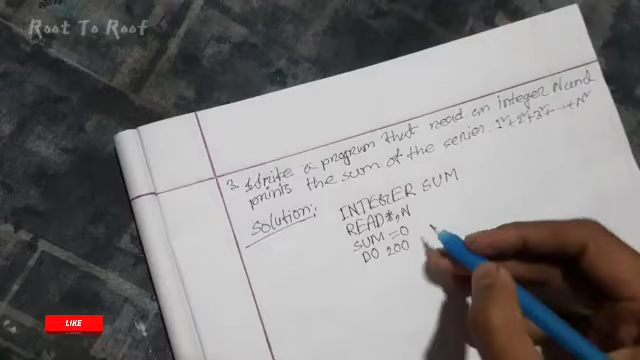 Root To Roof
3. Write a program that read an integer N and
prints the sum of the series. 1²+2²+3²+...+N²
Solution:
INTEGER SUM
READ*,N
SUM=0
DO 200
LIKE